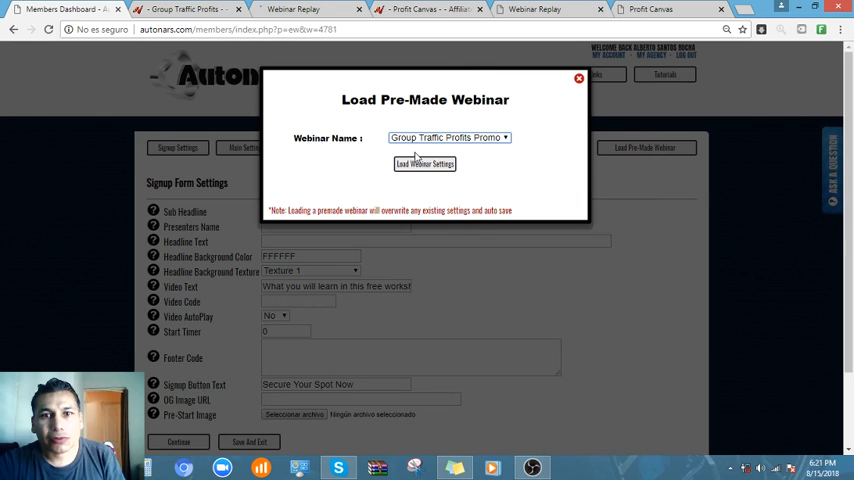 Members Dashboard - A
- Group Traffic Profits -
Webinar Replay
- Profit Canvas - - Affiliat
Webinar Replay
Profit Canvas
No es seguro | autonars.com/members/index.php?p=ew&w=4781
WELCOME BACK ALBERTO SANTOS ROCHA
MY ACCOUNT - MY AGENCY - LOG OUT
Autonar
inks
Tutorials
Load Pre-Made Webinar
Webinar Name :
Group Traffic Profits Promo
Load Webinar Settings
*Note: Loading a premade webinar will overwrite any existing settings and auto save
Signup Settings
Main Settin
Load Pre-Made Webinar
ASK A QUESTION
Signup Form Settings
Sub Headline
Presenters Name
Headline Text
Headline Background Color
FFFFFF
Headline Background Texture
Texture 1
Video Text
What you will learn in this free worksh
Video Code
Video AutoPlay
No
Start Timer
0
Footer Code
Signup Button Text
Secure Your Spot Now
OG Image URL
Pre-Start Image
Seleccionar archivo
Ningún archivo seleccionado
Continue
Save And Exit
6:21 PM
8/15/2018